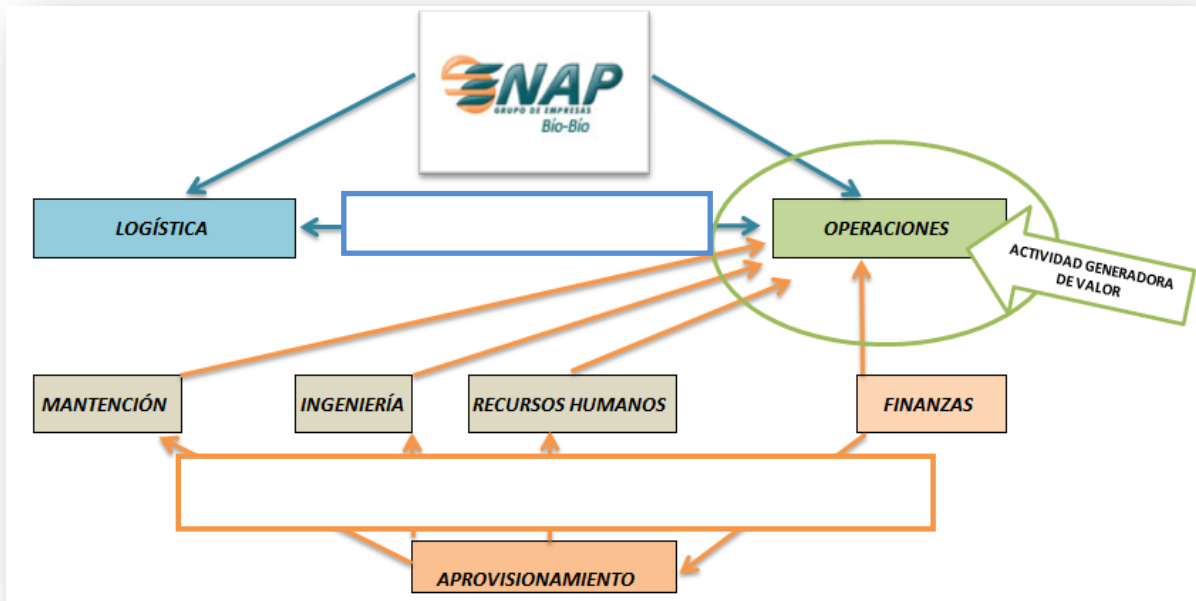 ENAP
GRUPO DE EMPRESAS
Bío-Bío
LOGÍSTICA
OPERACIONES
ACTIVIDAD GENERADORA
DE VALOR
MANTENCIÓN
INGENIERÍA
RECURSOS HUMANOS
FINANZAS
APROVISIONAMIENTO